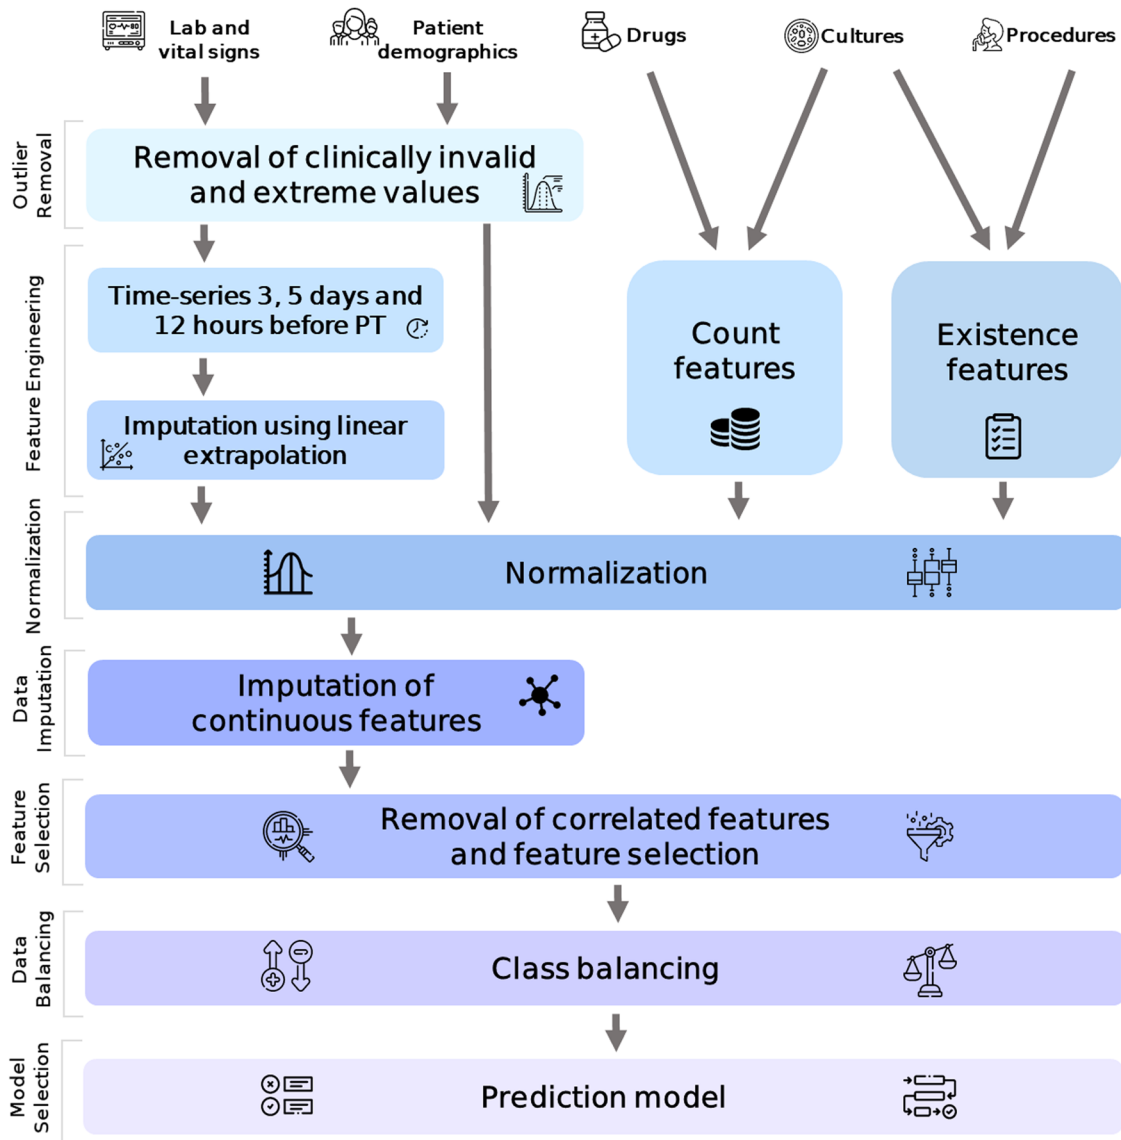 Lab and
vital signs
Patient
demographics
Drugs
Cultures
Procedures
Outlier
Removal
Removal of clinically invalid
and extreme values
Feature Engineering
Time-series 3, 5 days and
12 hours before PT
Imputation using linear
extrapolation
Count
features
Existence
features
Normalization
Normalization
Data
Imputation
Imputation of
continuous features
Feature
Selection
Removal of correlated features
and feature selection
Data
Balancing
Class balancing
Model
Selection
Prediction model